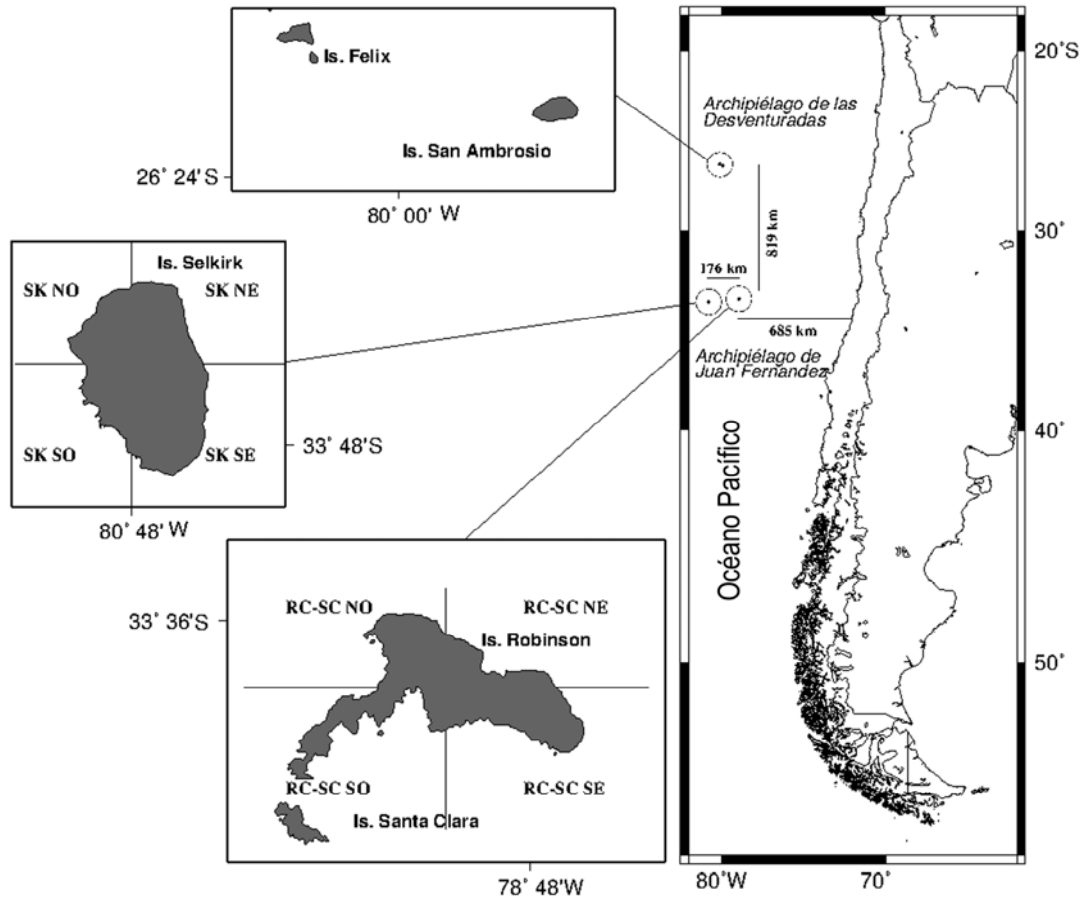 Is. Felix
Is. San Ambrosio
26° 24'S
80° 00' W
Is. Selkirk
SK NO
SK NE
SK SO
SK SE
33° 48'S
80° 48' W
RC-SC NO
RC-SC NE
33° 36'S
Is. Robinson
RC-SC SO
RC-SC SE
Is. Santa Clara
78° 48'W
20°S
Archipiélago de las
Desventuradas
819 km
30°
176 km
685 km
Archipiélago de
Juan Fernandez
40°
Océano Pacífico
50°
80°W
70°